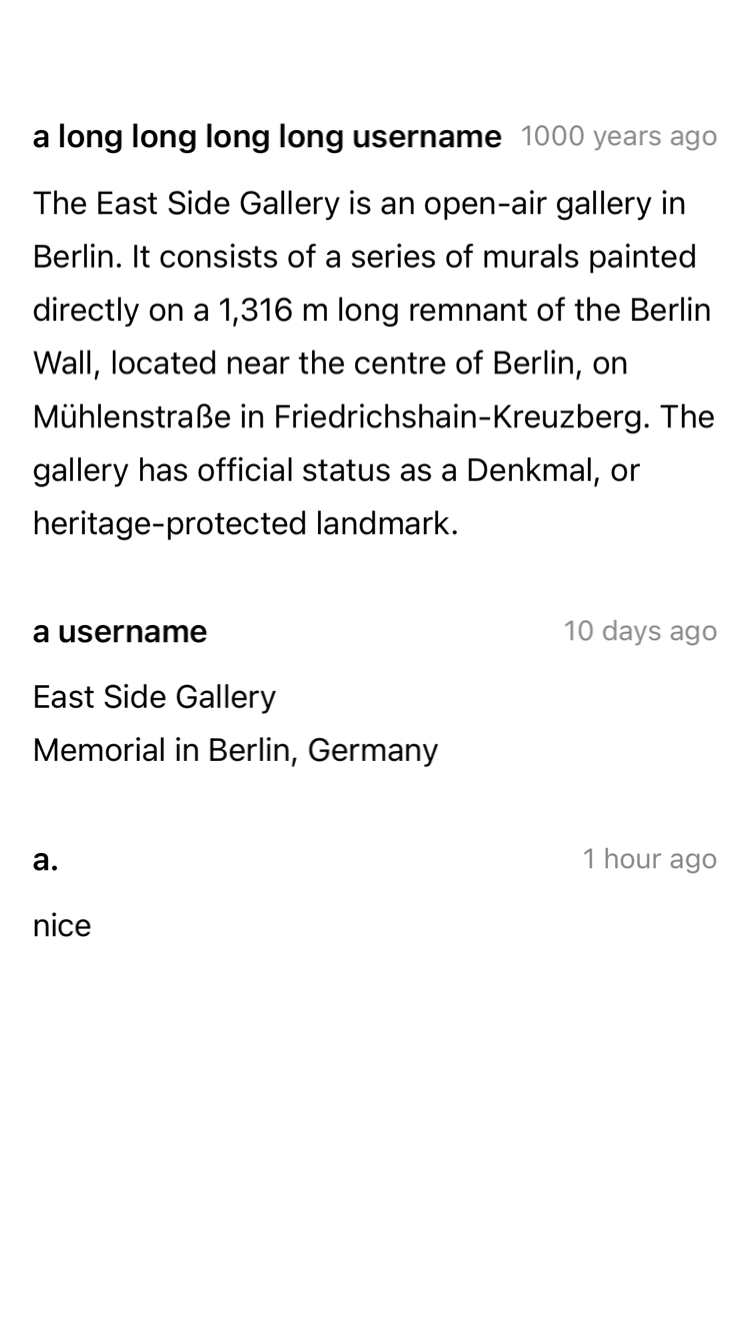 a long long long long username 1000 years ago
The East Side Gallery is an open-air gallery in
Berlin. It consists of a series of murals painted
directly on a 1,316 m long remnant of the Berlin
Wall, located near the centre of Berlin, on
Mühlenstraße in Friedrichshain-Kreuzberg. The
gallery has official status as a Denkmal, or
heritage-protected landmark.
a username 10 days ago
East Side Gallery
Memorial in Berlin, Germany
a. 1 hour ago
nice